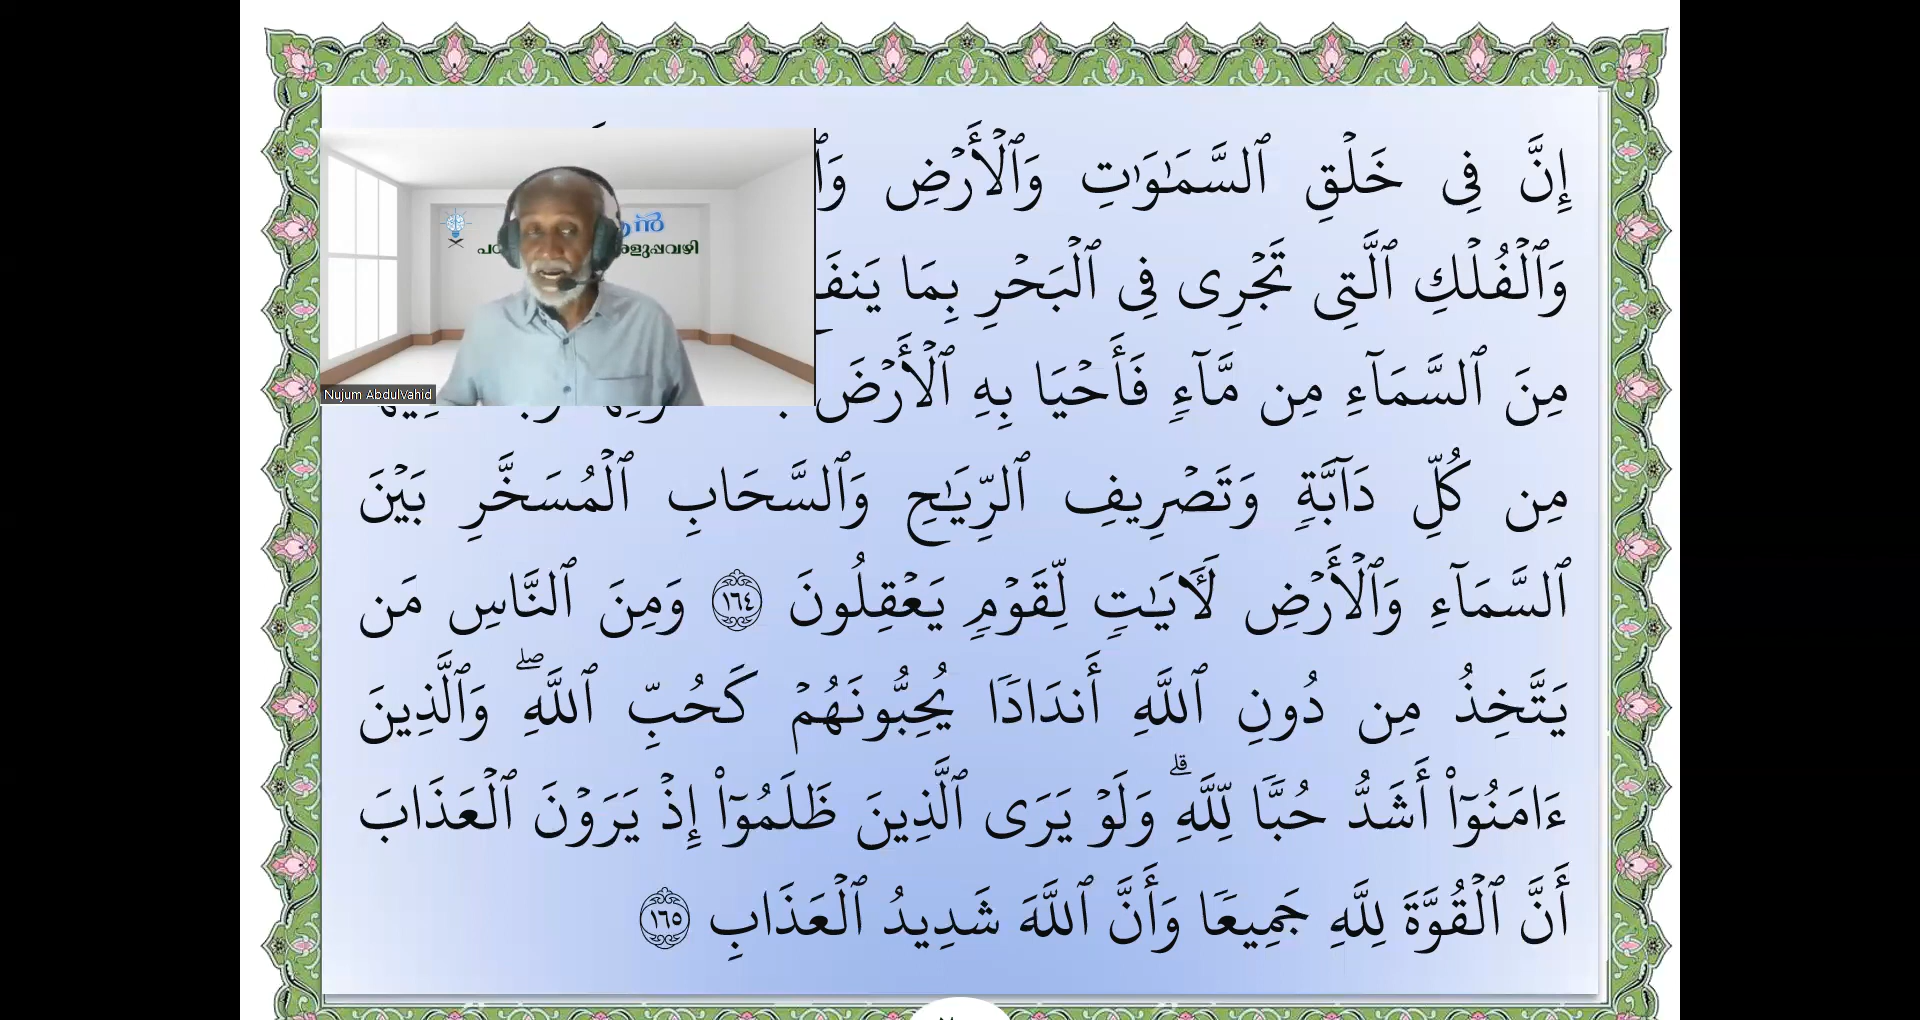 إِنَّ فِى خَلْقِ ٱلسَّمَـٰوَٰتِ وَٱلْأَرْضِ
وَٱلْفُلْكِ ٱلَّتِى تَجْرِى فِى ٱلْبَحْرِ بِمَا
مِنَ ٱلسَّمَآءِ مِن مَّآءٍ فَأَحْيَا بِهِ ٱلْأَرْضَ
مِن كُلِّ دَآبَّةٍ وَتَصْرِيفِ ٱلرِّيَـٰحِ وَٱلسَّحَابِ ٱلْمُسَخَّرِ بَيْنَ
ٱلسَّمَآءِ وَٱلْأَرْضِ لَـَٔايَـٰتٍ لِّقَوْمٍ يَعْقِلُونَ ١٦٤ وَمِنَ ٱلنَّاسِ مَن
يَتَّخِذُ مِن دُونِ ٱللَّهِ أَندَادًا يُحِبُّونَهُمْ كَحُبِّ ٱللَّهِ ۖ وَٱلَّذِينَ
ءَامَنُوٓا۟ أَشَدُّ حُبًّا لِّلَّهِ ۗ وَلَوْ يَرَى ٱلَّذِينَ ظَلَمُوٓا۟ إِذْ يَرَوْنَ ٱلْعَذَابَ
أَنَّ ٱلْقُوَّةَ لِلَّهِ جَمِيعًا وَأَنَّ ٱللَّهَ شَدِيدُ ٱلْعَذَابِ ١٦٥
Nujum AbdulVahid